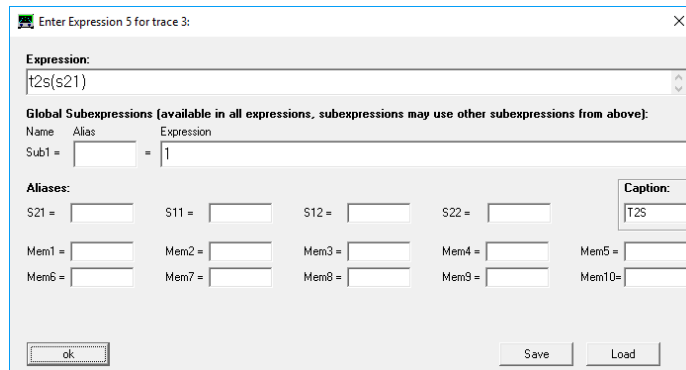 Enter Expression 5 for trace 3:
Expression:
t2s(s21)
Global Subexpressions (available in all expressions, subexpressions may use other subexpressions from above):
Name Alias Expression
Sub1 = = 1
Aliases: Caption:
S21 = S11 = S12 = S22 = T2S
Mem1 = Mem2 = Mem3 = Mem4 = Mem5 =
Mem6 = Mem7 = Mem8 = Mem9 = Mem10=
ok Save Load